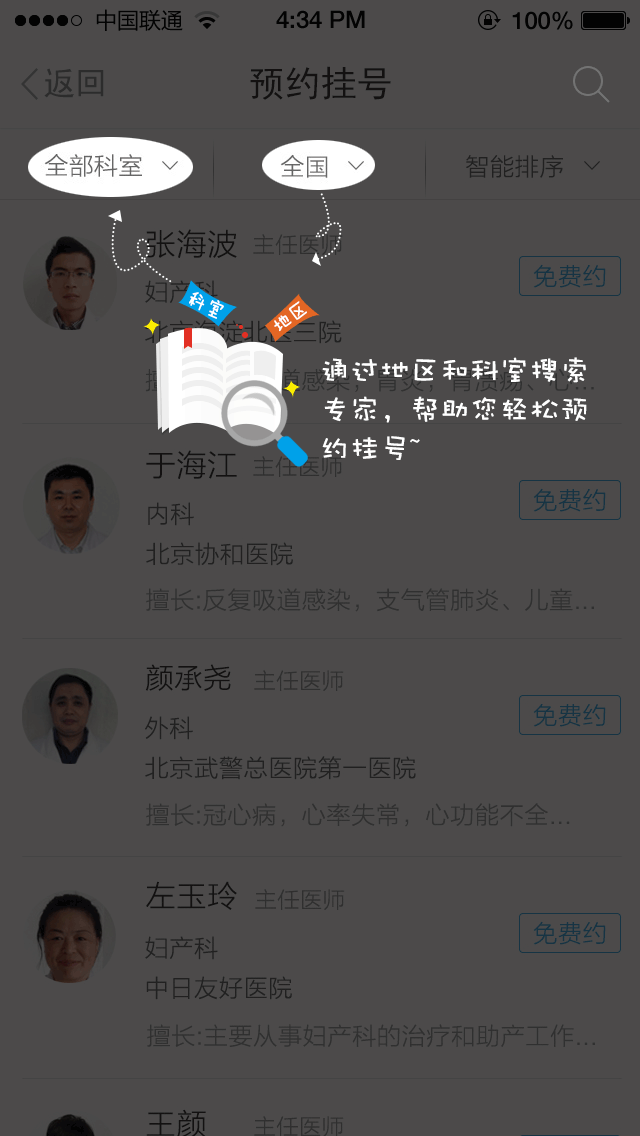 中国联通 4:34 PM 100%
返回 预约挂号
全部科室 全国 智能排序
张海波 主任医师
免费约
妇产科
科室
地区
北京海淀北医三院
通过地区和科室搜索
专家，帮助您轻松预
约挂号~
于海江 主任医师
免费约
内科
北京协和医院
擅长:反复吸道感染，支气管肺炎、儿童...
颜承尧 主任医师
免费约
外科
北京武警总医院第一医院
擅长:冠心病，心率失常，心功能不全...
左玉玲 主任医师
免费约
妇产科
中日友好医院
擅长:主要从事妇产科的治疗和助产工作...
王颜 主任医师